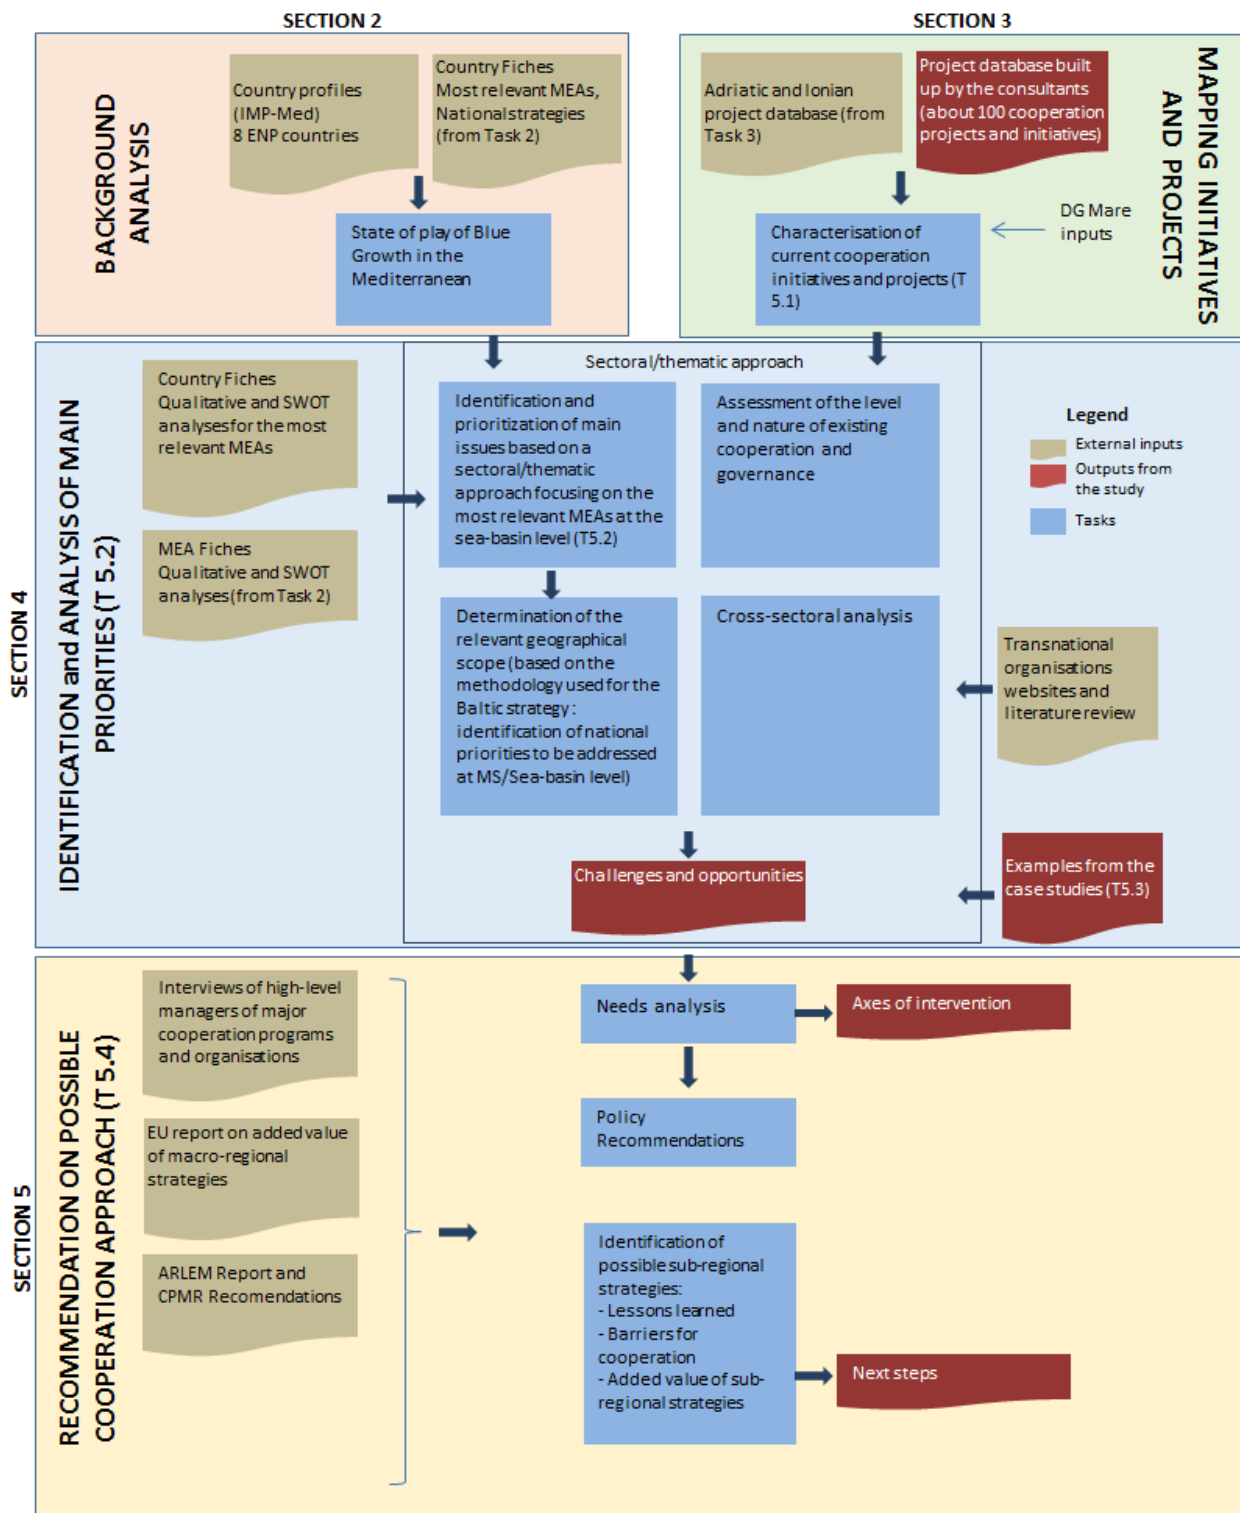 SECTION 2
SECTION 3
BACKGROUND
ANALYSIS
Country profiles
(IMP-Med)
8 ENP countries
Country Fiches
Most relevant MEAs,
National strategies
(from Task 2)
State of play of Blue
Growth in the
Mediterranean
Adriatic and Ionian
project database (from
Task 3)
Project database built
up by the consultants
(about 100 cooperation
projects and initiatives)
Characterisation of
current cooperation
initiatives and projects (T
5.1)
DG Mare
inputs
MAPPING INITIATIVES
AND PROJECTS
SECTION 4
IDENTIFICATION and ANALYSIS OF MAIN
PRIORITIES (T 5.2)
Country Fiches
Qualitative and SWOT
analyses for the most
relevant MEAs
MEA Fiches
Qualitative and SWOT
analyses (from Task 2)
Sectoral/thematic approach
Identification and
prioritization of main
issues based on a
sectoral/thematic
approach focusing on the
most relevant MEAs at the
sea-basin level (T5.2)
Assessment of the level
and nature of existing
cooperation and
governance
Determination of the
relevant geographical
scope (based on the
methodology used for the
Baltic strategy :
identification of national
priorities to be addressed
at MS/Sea-basin level)
Cross-sectoral analysis
Legend
External inputs
Outputs from
the study
Tasks
Transnational
organisations
websites and
literature review
Challenges and opportunities
Examples from the
case studies (T5.3)
SECTION 5
RECOMMENDATION ON POSSIBLE
COOPERATION APPROACH (T 5.4)
Interviews of high-level
managers of major
cooperation programs
and organisations
EU report on added value
of macro-regional
strategies
ARLEM Report and
CPMR Recomendations
Needs analysis
Axes of intervention
Policy
Recommendations
Identification of
possible sub-regional
strategies:
- Lessons learned
- Barriers for
cooperation
- Added value of sub-
regional strategies
Next steps